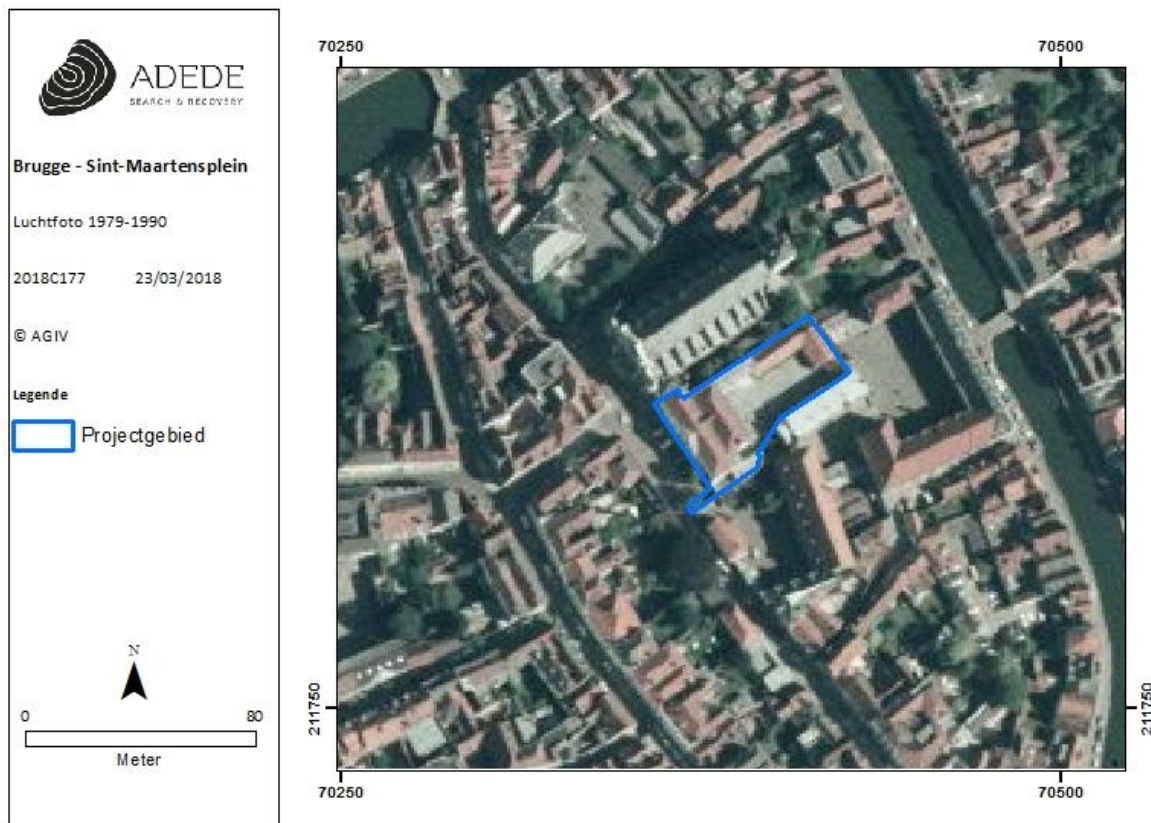 ADEDE
SEARCH & RECOVERY
Brugge - Sint-Maartensplein
Luchtfoto 1979-1990
2018C177 23/03/2018
© AGIV
Legende
Projectgebied
N
0 80
Meter
70250 70500
211750 211750
70250 70500